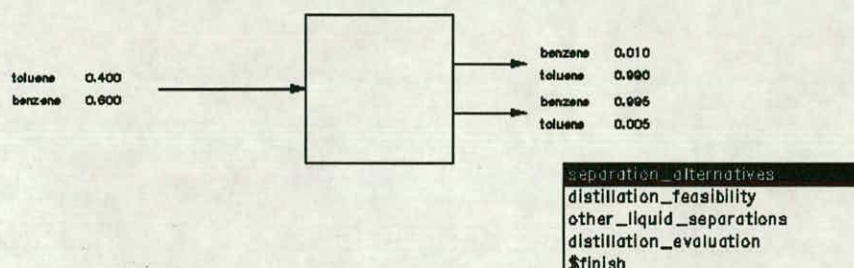 toluene 0.400
benzene 0.600
benzene 0.010
toluene 0.990
benzene 0.995
toluene 0.005
separation_alternatives
distillation_feasibility
other_liquid_separations
distillation_evaluation
$finish